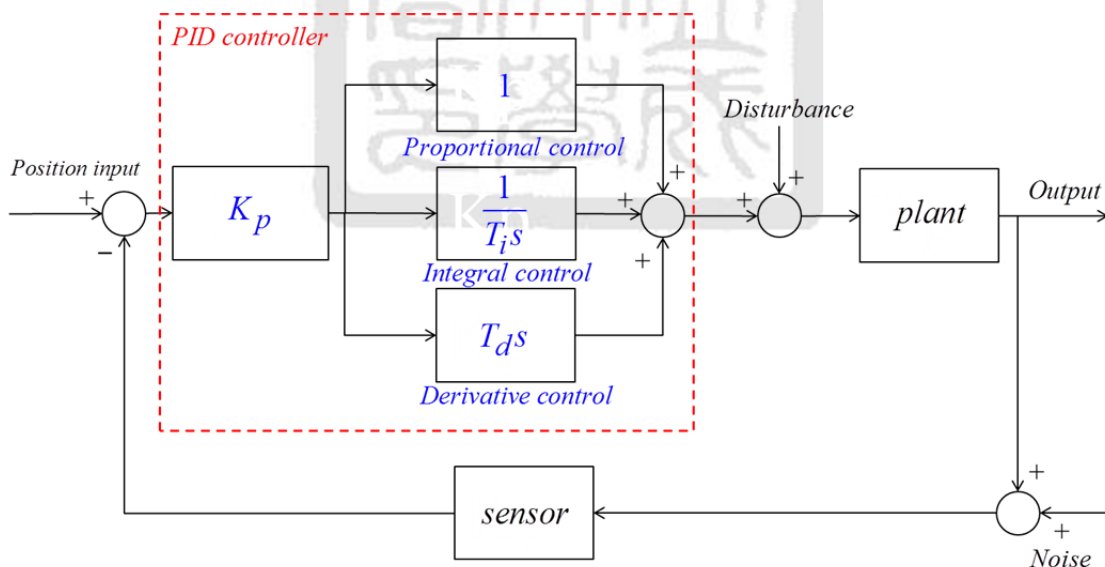 PID controller
1
Disturbance
Proportional control
Position input
+
+
+
K_p
1
T_i s
+
+
plant
Output
−
+
Integral control
T_d s
Derivative control
+
sensor
+
Noise